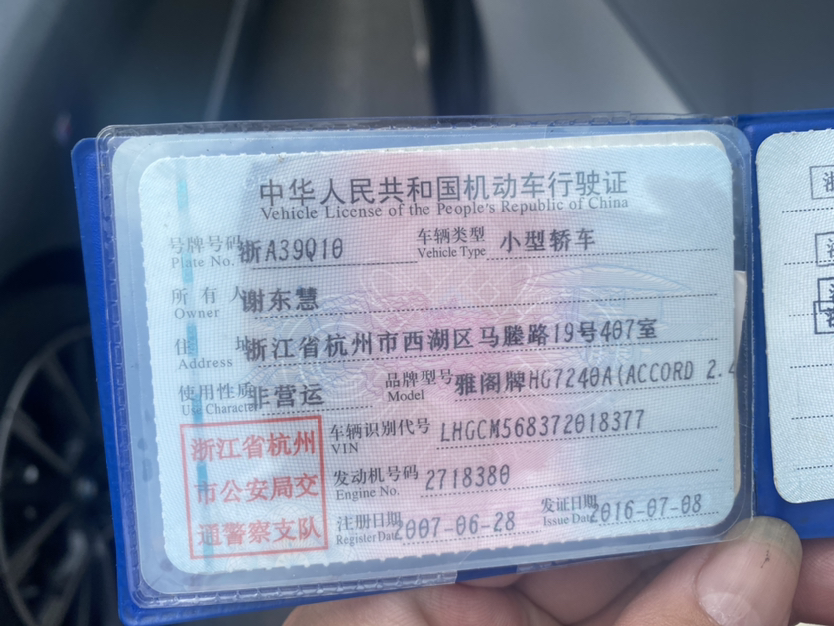 中华人民共和国机动车行驶证
Vehicle License of the People's Republic of China
号牌号码 浙A39Q10 车辆类型 小型轿车
Plate No. Vehicle Type
所有人 谢东慧
Owner
住址 浙江省杭州市西湖区马塍路19号407室
Address
使用性质 非营运 品牌型号 雅阁牌HG7240A(ACCORD 2.4
Use Character Model
浙江省杭州
市公安局交
通警察支队
车辆识别代号 LHGCM568372018377
VIN
发动机号码 2718380
Engine No.
注册日期 2007-06-28 发证日期 2016-07-08
Register Date Issue Date